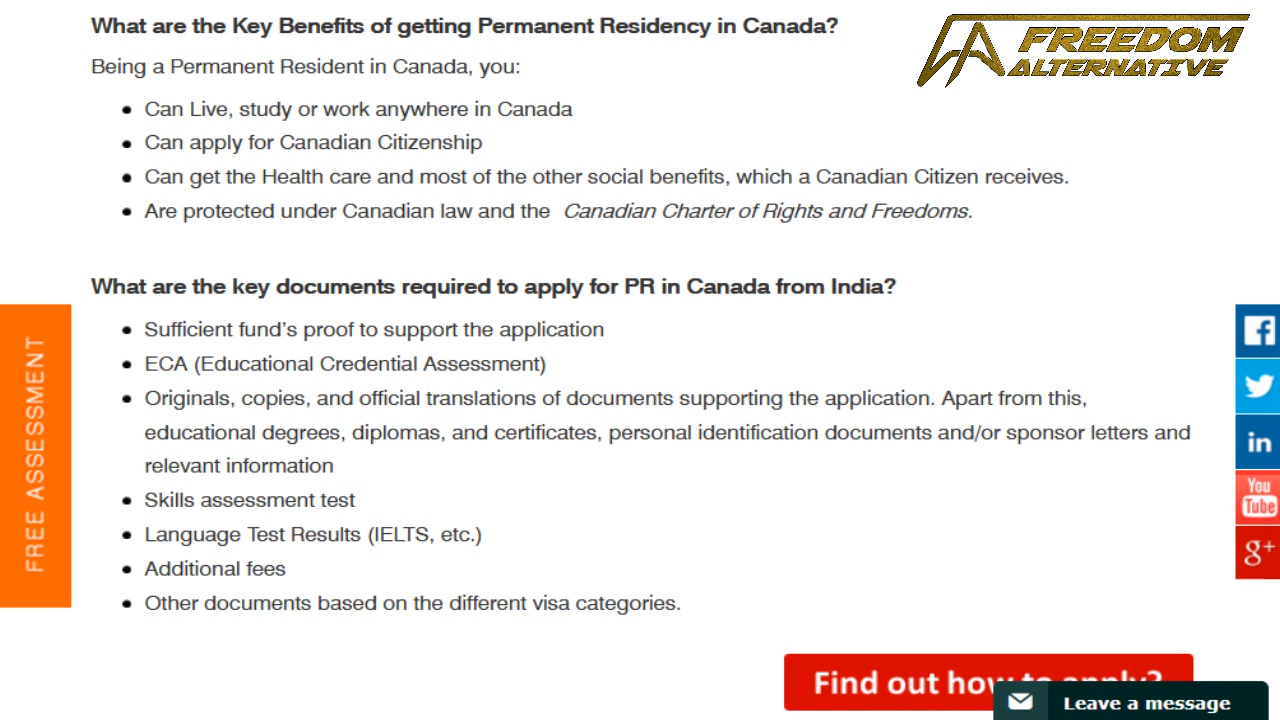 What are the Key Benefits of getting Permanent Residency in Canada?
FREEDOM
ALTERNATIVE
Being a Permanent Resident in Canada, you:
Can Live, study or work anywhere in Canada
Can apply for Canadian Citizenship
Can get the Health care and most of the other social benefits, which a Canadian Citizen receives.
Are protected under Canadian law and the Canadian Charter of Rights and Freedoms.
What are the key documents required to apply for PR in Canada from India?
Sufficient fund's proof to support the application
ECA (Educational Credential Assessment)
Originals, copies, and official translations of documents supporting the application. Apart from this,
educational degrees, diplomas, and certificates, personal identification documents and/or sponsor letters and
relevant information
Skills assessment test
Language Test Results (IELTS, etc.)
Additional fees
Other documents based on the different visa categories.
FREE ASSESSMENT
f
in
You
Tube
g+
Find out how to apply?
Leave a message